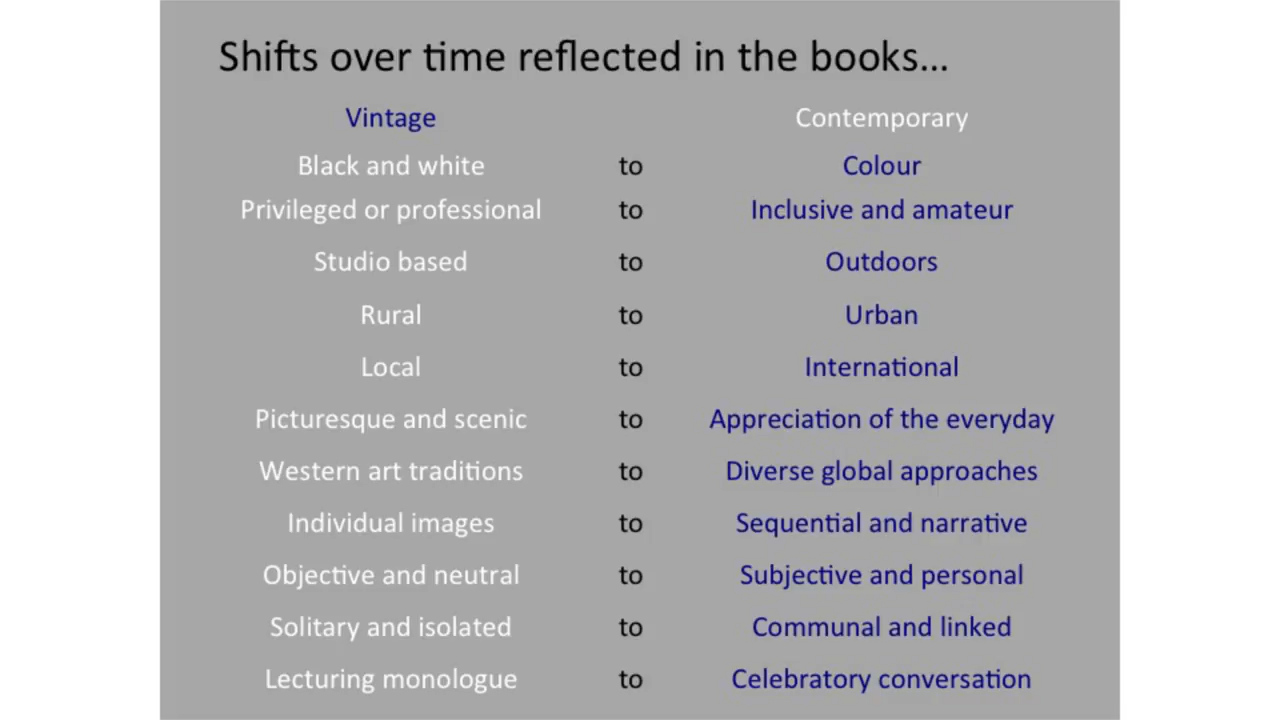 Shifts over time reflected in the books...
Vintage Contemporary
Black and white to Colour
Privileged or professional to Inclusive and amateur
Studio based to Outdoors
Rural to Urban
Local to International
Picturesque and scenic to Appreciation of the everyday
Western art traditions to Diverse global approaches
Individual images to Sequential and narrative
Objective and neutral to Subjective and personal
Solitary and isolated to Communal and linked
Lecturing monologue to Celebratory conversation